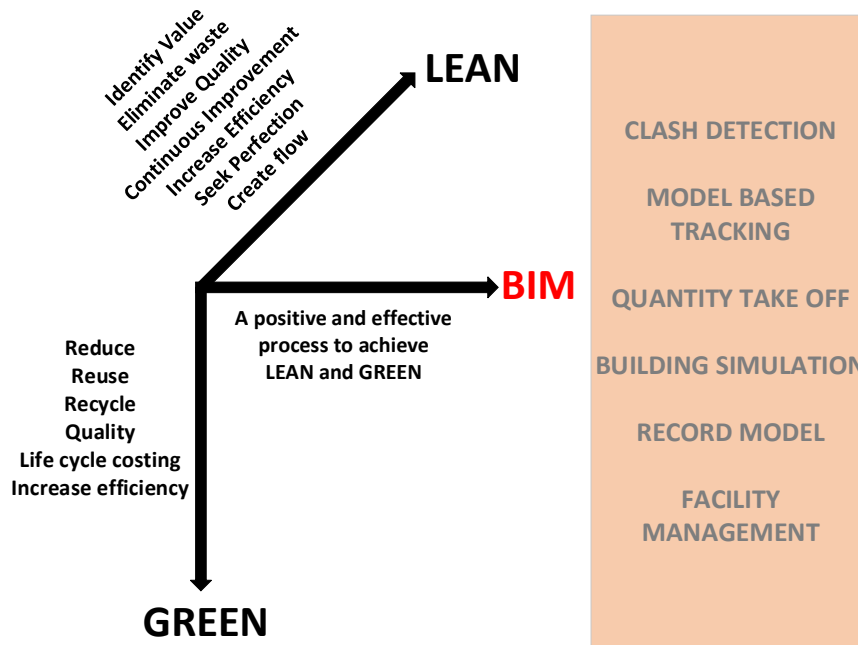 Identify Value
Eliminate waste
Improve Quality
Continuous Improvement
Increase Efficiency
Seek Perfection
Create flow
LEAN
BIM
A positive and effective
process to achieve
LEAN and GREEN
Reduce
Reuse
Recycle
Quality
Life cycle costing
Increase efficiency
GREEN
CLASH DETECTION
MODEL BASED
TRACKING
QUANTITY TAKE OFF
BUILDING SIMULATION
RECORD MODEL
FACILITY
MANAGEMENT